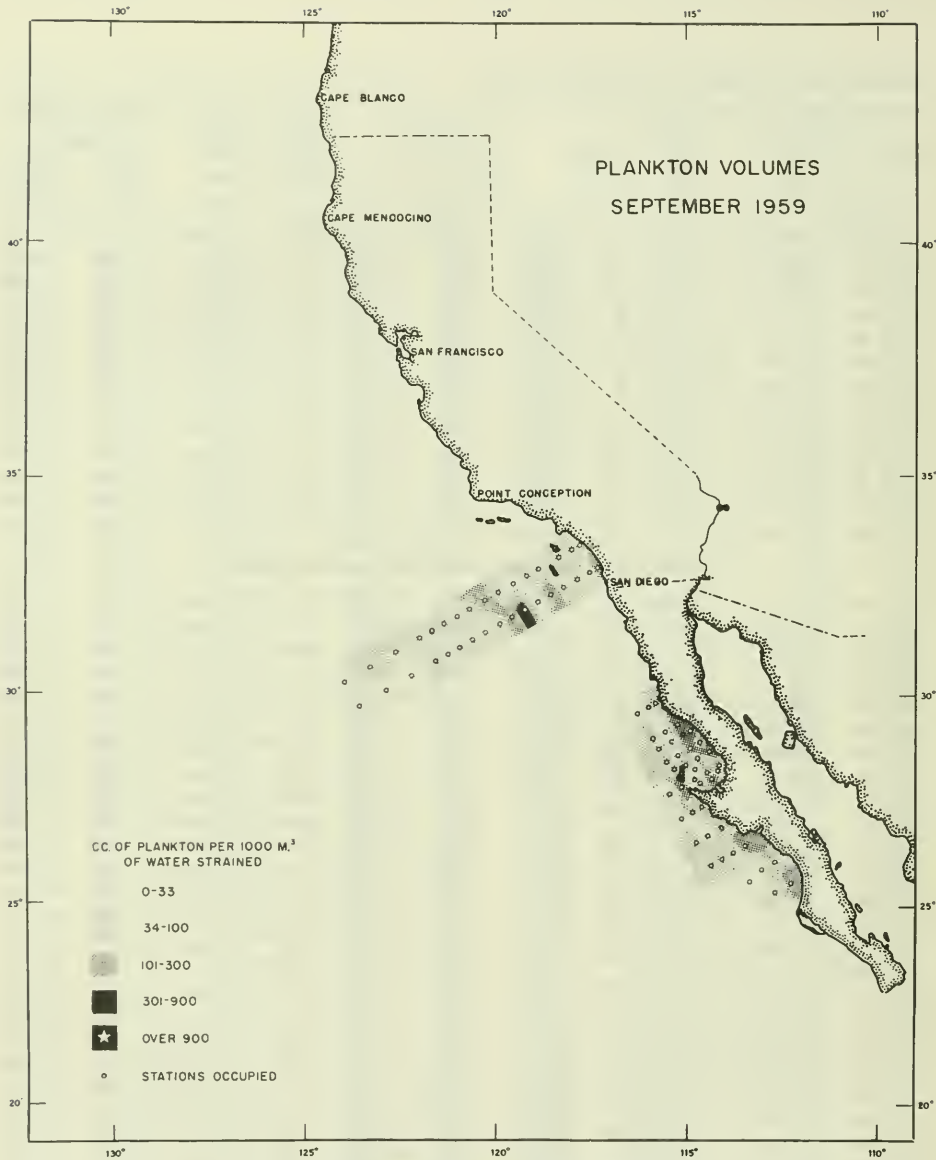 130° 125° 120° 115° 110°
CAPE BLANCO
PLANKTON VOLUMES
SEPTEMBER 1959
CAPE MENDOCINO
40° 40°
SAN FRANCISCO
35° 35°
POINT CONCEPTION
SAN DIEGO
30° 30°
CC. OF PLANKTON PER 1000 M.³
OF WATER STRAINED
0-33
25° 25°
34-100
101-300
301-900
OVER 900
STATIONS OCCUPIED
20° 20°
130° 125° 120° 115° 110°